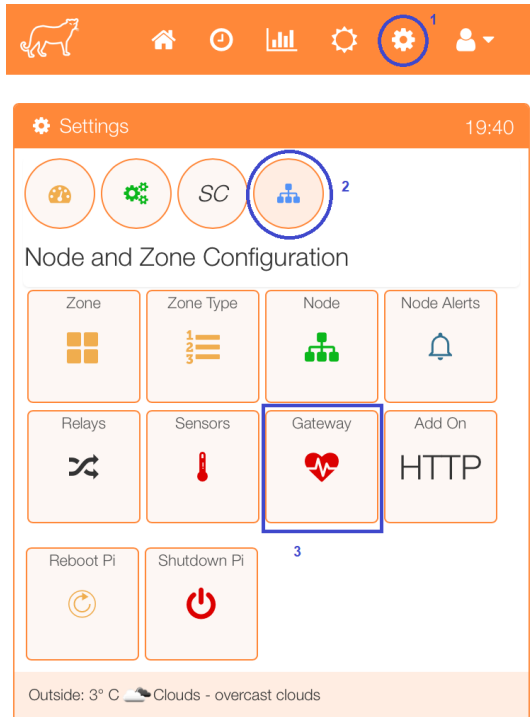 1
Settings 19:40
SC 2
Node and Zone Configuration
Zone Zone Type Node Node Alerts
1
2
3
Relays Sensors Gateway Add On
HTTP
Reboot Pi Shutdown Pi 3
Outside: 3° C Clouds - overcast clouds